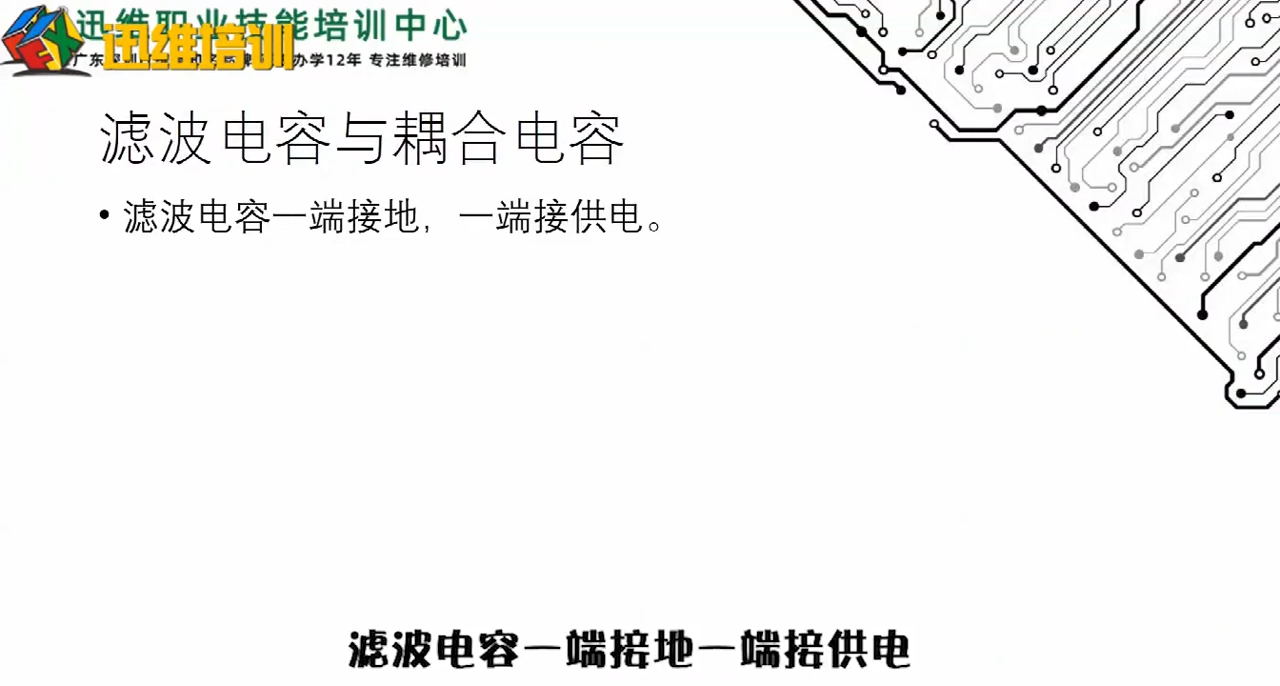 迅维职业技能培训中心
迅维培训
广东 办学12年 专注维修培训
滤波电容与耦合电容
• 滤波电容一端接地，一端接供电。
滤波电容一端接地一端接供电